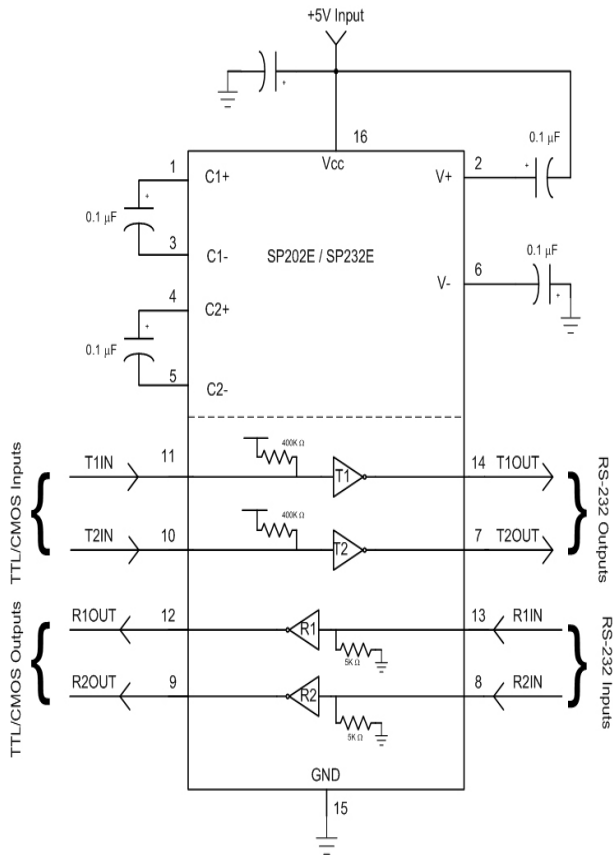 +5V Input
+
16
Vcc
0.1 µF
+
1
C1+
2
V+
0.1 µF
+
3
C1-
SP202E / SP232E
0.1 µF
6
V-
+
4
C2+
0.1 µF
+
5
C2-
TTL/CMOS Inputs
T1IN
11
400K Ω
T1
14
T1OUT
RS-232 Outputs
T2IN
10
400K Ω
T2
7
T2OUT
TTL/CMOS Outputs
R1OUT
12
R1
5K Ω
13
R1IN
RS-232 Inputs
R2OUT
9
R2
5K Ω
8
R2IN
GND
15